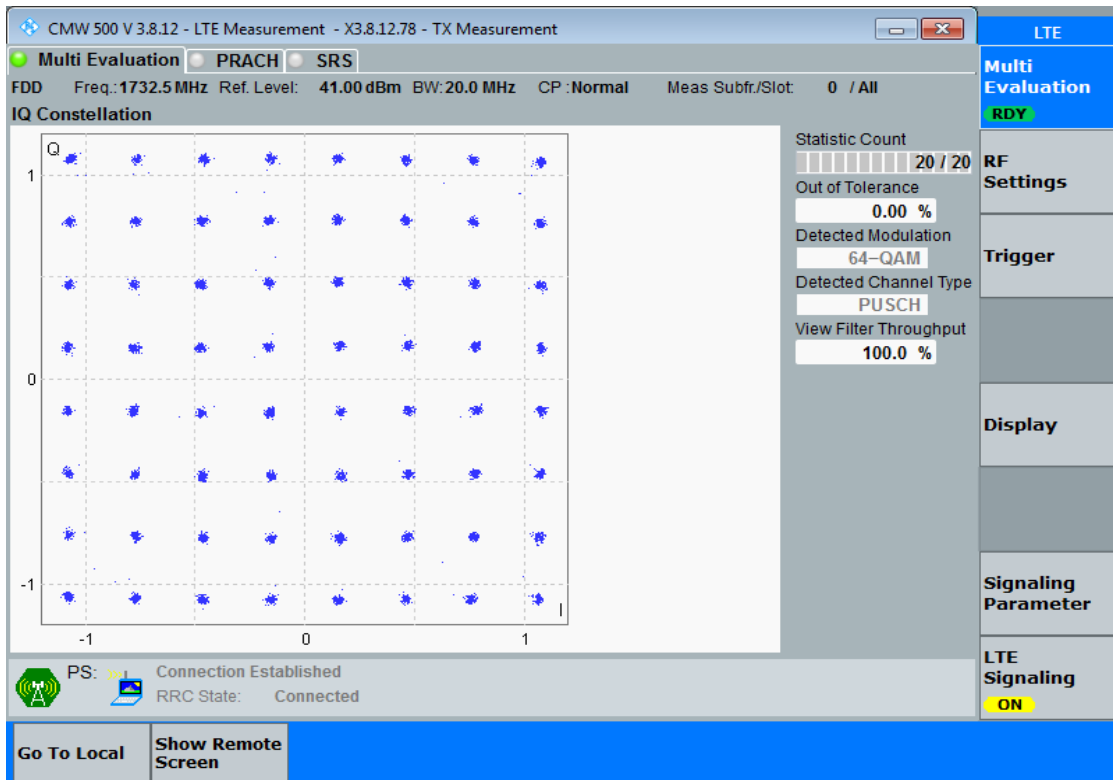 CMW 500 V 3.8.12 - LTE Measurement - X3.8.12.78 - TX Measurement
LTE
Multi Evaluation PRACH SRS
FDD Freq.:1732.5 MHz Ref. Level: 41.00 dBm BW:20.0 MHz CP :Normal Meas Subfr./Slot: 0 / All
IQ Constellation
Q
1
0
-1
I
-1 0 1
Statistic Count
20 / 20
Out of Tolerance
0.00 %
Detected Modulation
64-QAM
Detected Channel Type
PUSCH
View Filter Throughput
100.0 %
Multi
Evaluation
RDY
RF
Settings
Trigger
Display
Signaling
Parameter
LTE
Signaling
ON
PS: Connection Established
RRC State: Connected
Go To Local
Show Remote
Screen